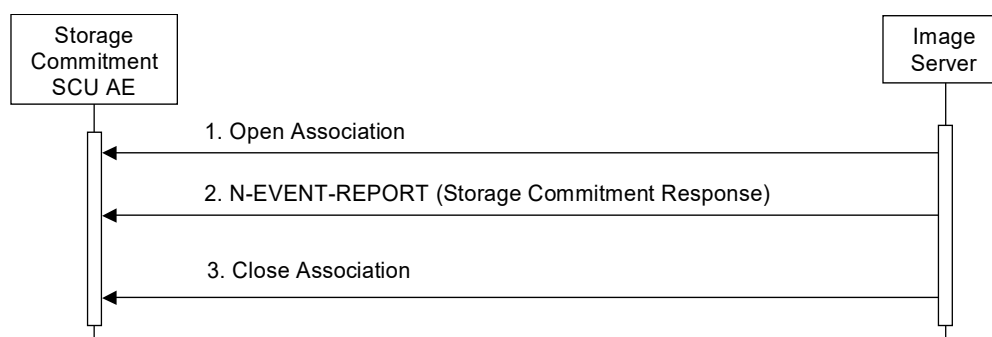 Storage
Commitment
SCU AE
Image
Server
1. Open Association
2. N-EVENT-REPORT (Storage Commitment Response)
3. Close Association